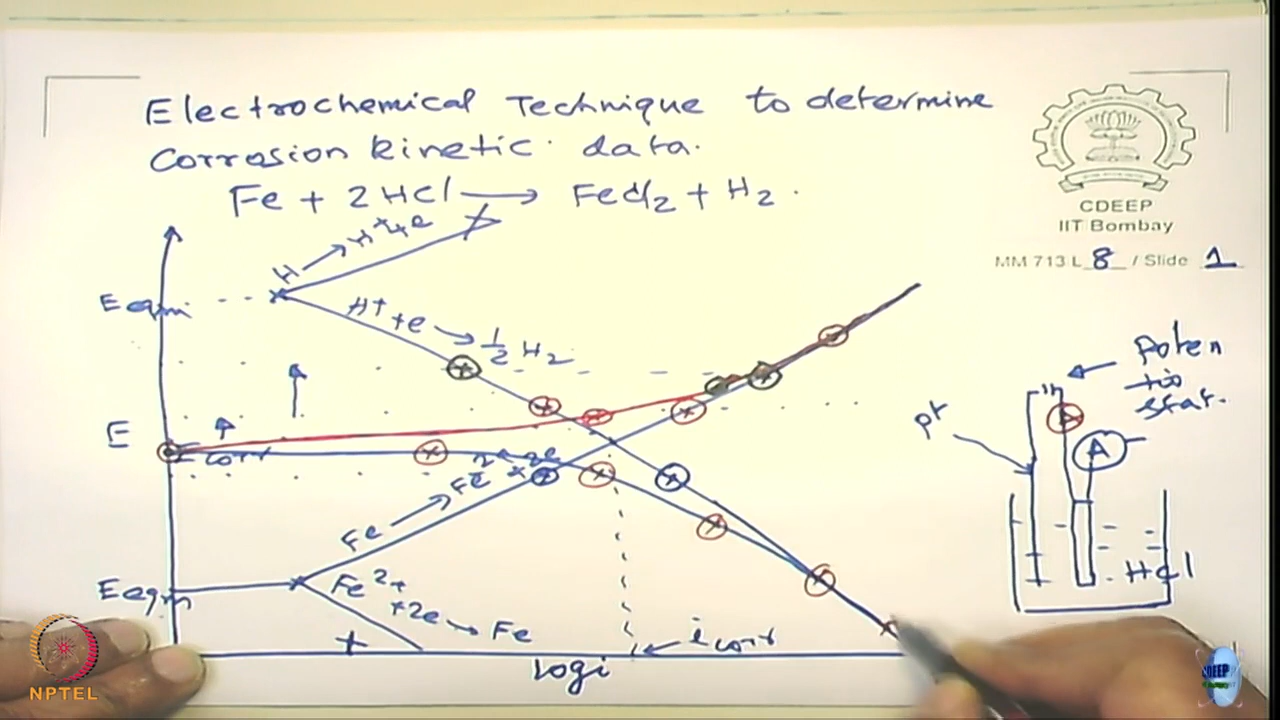 Electrochemical Technique to determine
Corrosion kinetic data.
Fe + 2HCl → FeCl2 + H2.
CDEEP
IIT Bombay
MM 713 L 8 / Slide 1
H → H+ + e
Eeqm
H+ + e → 1/2 H2
E
Ecorr
Fe → Fe2+ + 2e
Eeqm
Fe2+
+2e → Fe
icorr
log i
Poten
tio
stat.
Pt
A
A
HCl
NPTEL
CDEEP